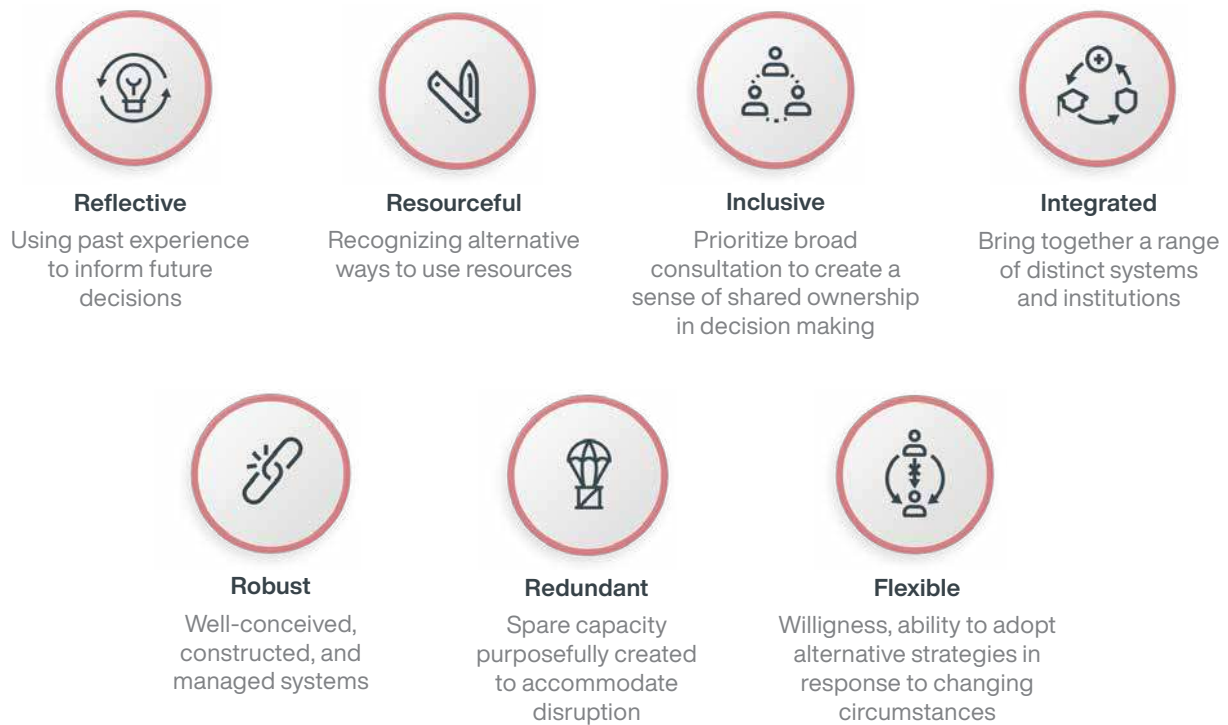 Reflective
Using past experience
to inform future
decisions
Resourceful
Recognizing alternative
ways to use resources
Inclusive
Prioritize broad
consultation to create a
sense of shared ownership
in decision making
Integrated
Bring together a range
of distinct systems
and institutions
Robust
Well-conceived,
constructed, and
managed systems
Redundant
Spare capacity
purposefully created
to accommodate
disruption
Flexible
Willigness, ability to adopt
alternative strategies in
response to changing
circumstances